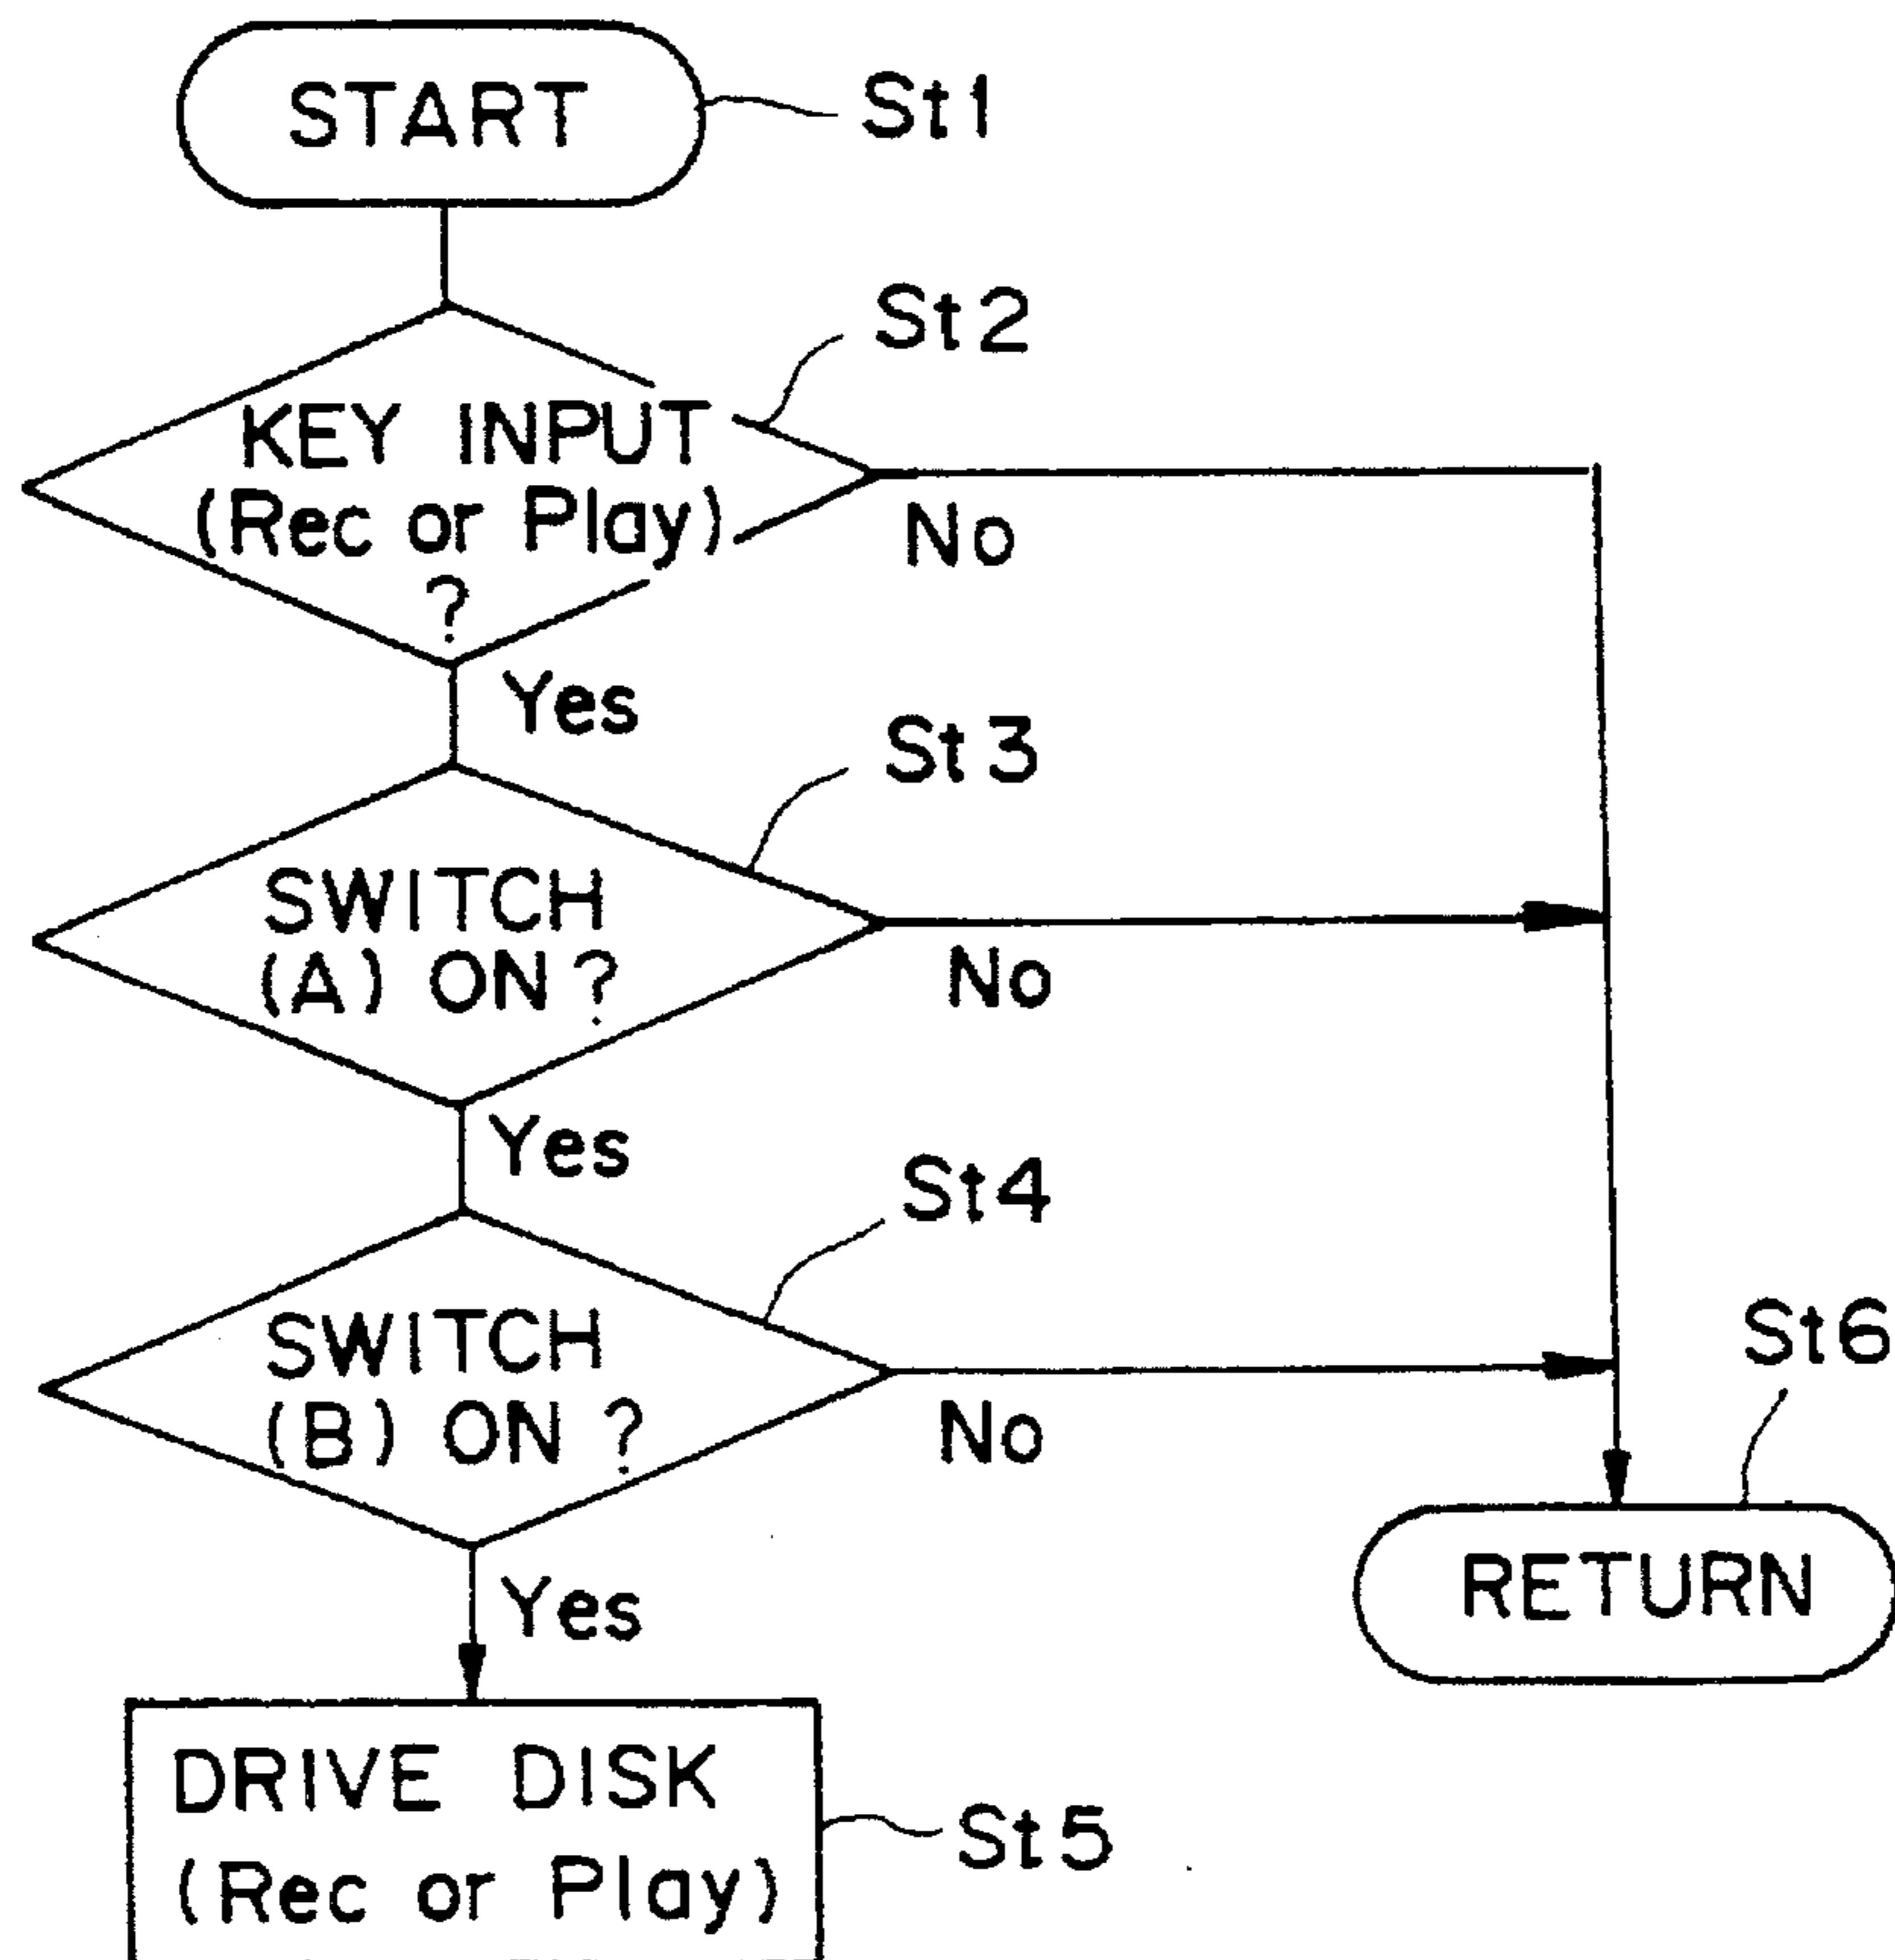 START
St1
St2
KEY INPUT
(Rec or Play)
?
No
Yes
St3
SWITCH
(A) ON ?
No
Yes
St4
SWITCH
(B) ON ?
No
Yes
St6
RETURN
DRIVE DISK
(Rec or Play)
St5